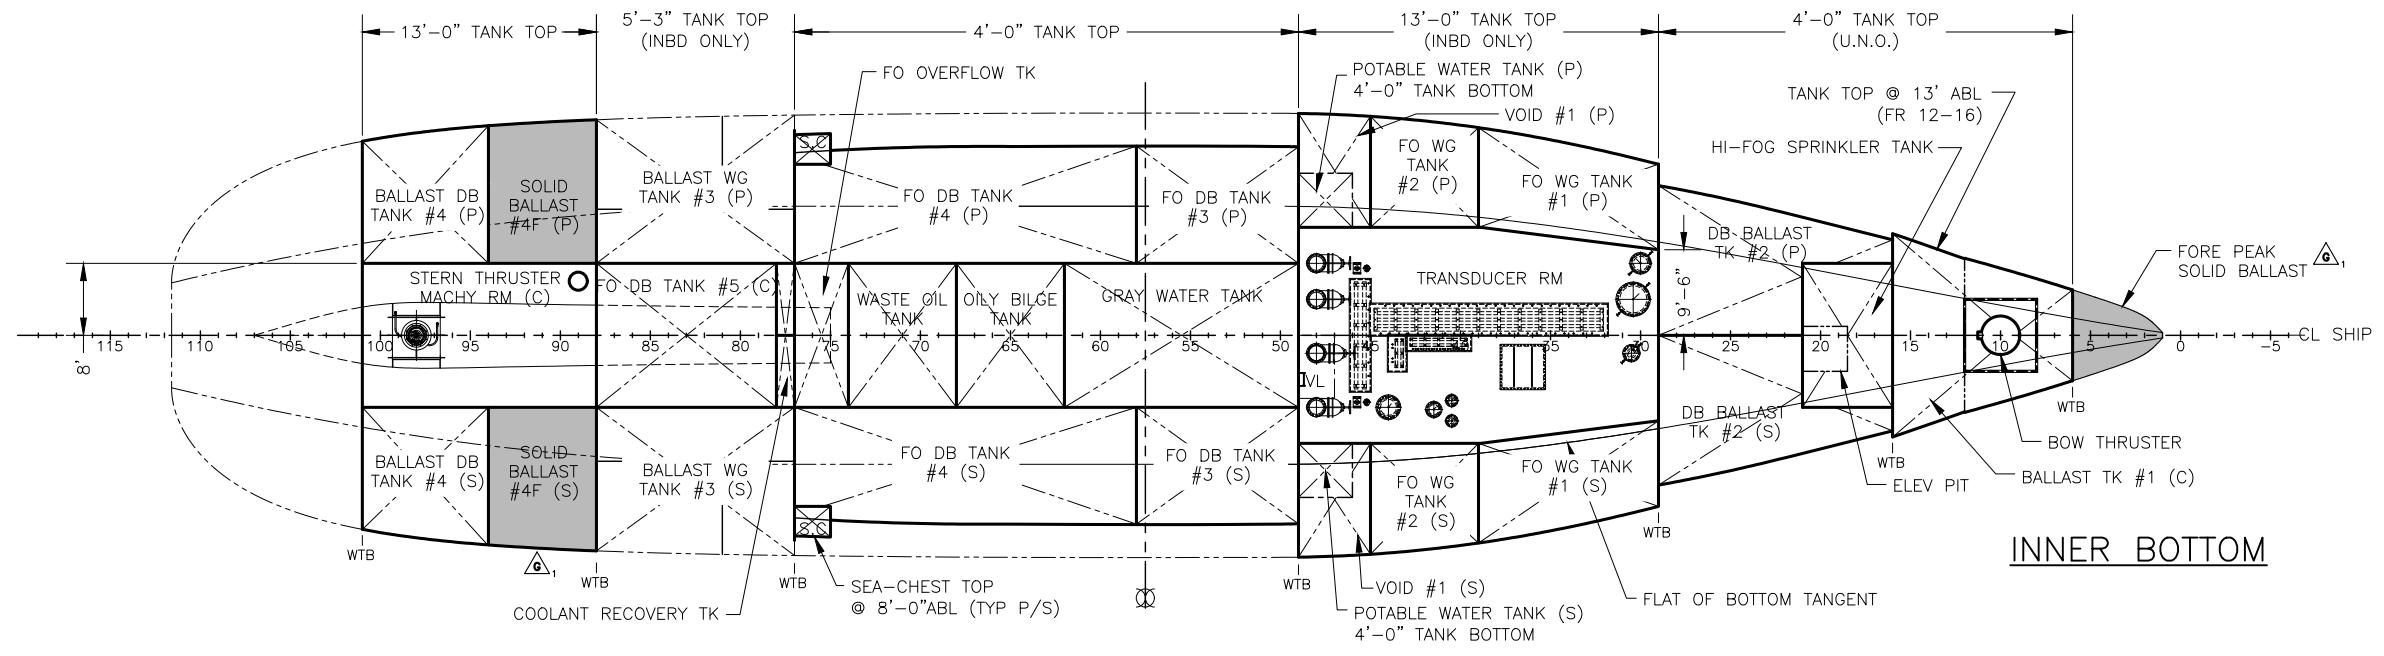 13'-0" TANK TOP
5'-3" TANK TOP
(INBD ONLY)
4'-0" TANK TOP
13'-0" TANK TOP
(INBD ONLY)
4'-0" TANK TOP
(U.N.O.)
FO OVERFLOW TK
POTABLE WATER TANK (P)
4'-0" TANK BOTTOM
VOID #1 (P)
TANK TOP @ 13' ABL
(FR 12-16)
HI-FOG SPRINKLER TANK
S.C
BALLAST DB
TANK #4 (P)
SOLID
BALLAST
#4F (P)
BALLAST WG
TANK #3 (P)
FO DB TANK
#4 (P)
FO DB TANK
#3 (P)
FO WG
TANK
#2 (P)
FO WG TANK
#1 (P)
DB BALLAST
TK #2 (P)
FORE PEAK
SOLID BALLAST
G 1
STERN THRUSTER
MACHY RM (C)
FO DB TANK #5 (C)
WASTE OIL
TANK
OILY BILGE
TANK
GRAY WATER TANK
TRANSDUCER RM
9'-6"
8'
115 110 105 100 95 90 85 80 75 70 65 60 55 50 45 35 30 25 20 15 10 5 0 -5
CL SHIP
VL
BALLAST DB
TANK #4 (S)
SOLID
BALLAST
#4F (S)
BALLAST WG
TANK #3 (S)
FO DB TANK
#4 (S)
FO DB TANK
#3 (S)
FO WG
TANK
#2 (S)
FO WG TANK
#1 (S)
DB BALLAST
TK #2 (S)
S.C
WTB
BOW THRUSTER
WTB
BALLAST TK #1 (C)
ELEV PIT
WTB
WTB
WTB
WTB
WTB
G 1
COOLANT RECOVERY TK
SEA-CHEST TOP
@ 8'-0"ABL (TYP P/S)
VOID #1 (S)
POTABLE WATER TANK (S)
4'-0" TANK BOTTOM
FLAT OF BOTTOM TANGENT
INNER BOTTOM